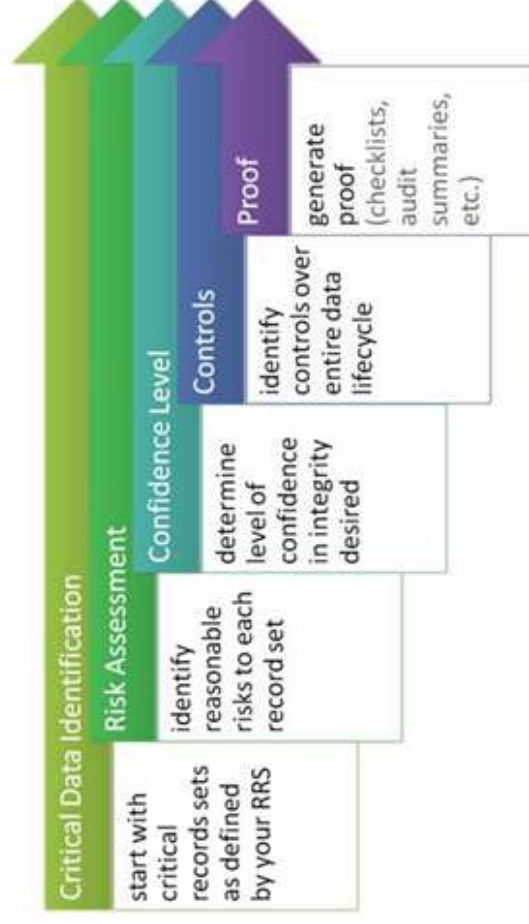 Critical Data Identification
start with
critical
records sets
as defined
by your RRS
Risk Assessment
identify
reasonable
risks to each
record set
Confidence Level
determine
level of
confidence
in integrity
desired
Controls
identify
controls over
entire data
lifecycle
Proof
generate
proof
(checklists,
audit
summaries,
etc.)